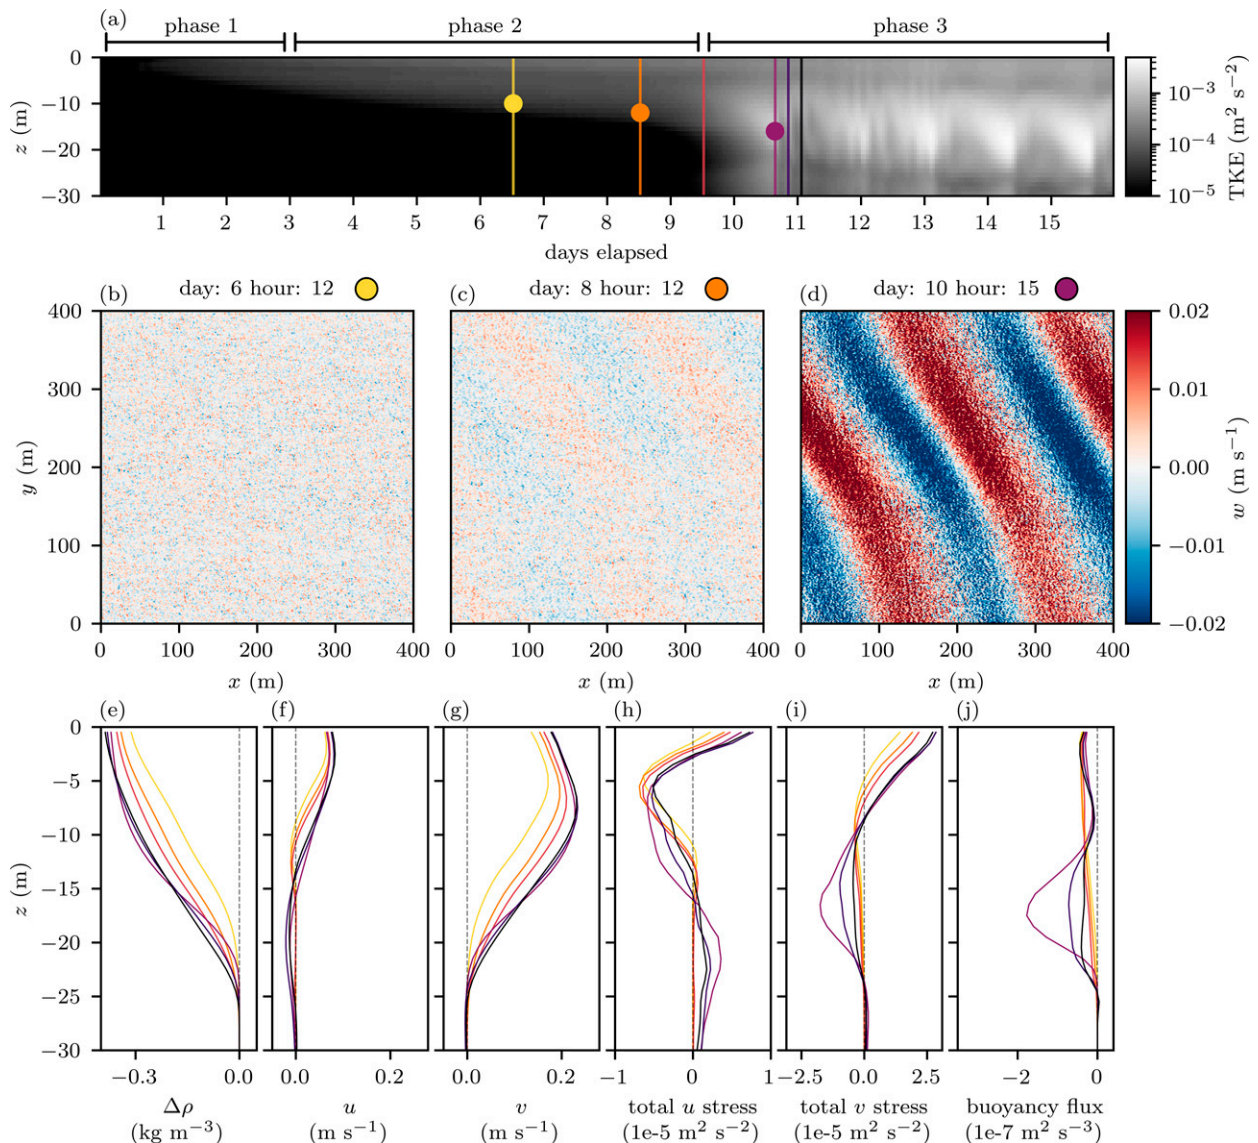 (a)
phase 1 phase 2 phase 3
0
−10
−20
−30
z (m)
1 2 3 4 5 6 7 8 9 10 11 12 13 14 15
days elapsed
10⁻³
10⁻⁴
10⁻⁵
TKE (m² s⁻²)
(b) day: 6 hour: 12
(c) day: 8 hour: 12
(d) day: 10 hour: 15
400
300
200
100
0
y (m)
0 100 200 300 400
x (m)
0 100 200 300 400
x (m)
0 100 200 300 400
x (m)
0.02
0.01
0.00
−0.01
−0.02
w (m s⁻¹)
(e) (f) (g) (h) (i) (j)
0
−5
−10
−15
−20
−25
−30
z (m)
−0.3 0.0
Δρ
(kg m⁻³)
0.0 0.2
u
(m s⁻¹)
0.0 0.2
v
(m s⁻¹)
−1 0 1
total u stress
(1e-5 m² s⁻²)
−2.5 0.0 2.5
total v stress
(1e-5 m² s⁻²)
−2 0
buoyancy flux
(1e-7 m² s⁻³)